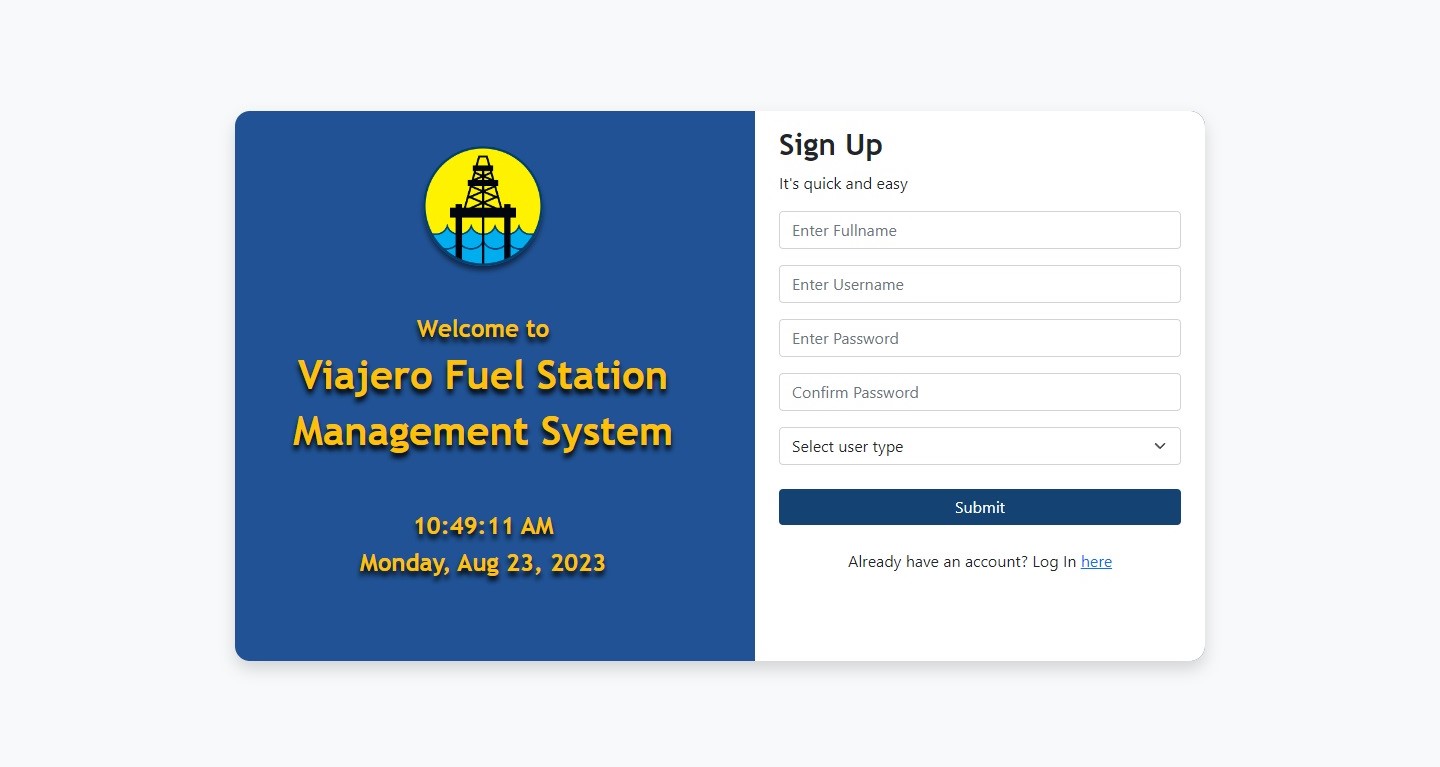 Welcome to
Viajero Fuel Station
Management System
10:49:11 AM
Monday, Aug 23, 2023
Sign Up
It's quick and easy
Enter Fullname
Enter Username
Enter Password
Confirm Password
Select user type
Submit
Already have an account? Log In here